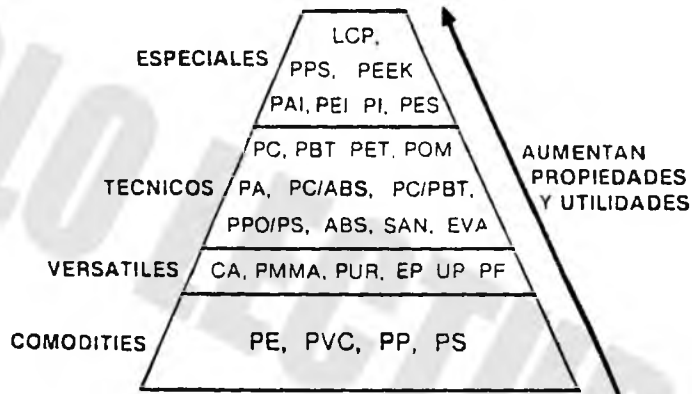 ESPECIALES
LCP,
PPS, PEEK
PAI, PEI PI, PES
TECNICOS
PC, PBT PET, POM
PA, PC/ABS, PC/PBT,
PPO/PS, ABS, SAN, EVA
VERSATILES
CA, PMMA, PUR, EP UP PF
COMODITIES
PE, PVC, PP, PS
AUMENTAN
PROPIEDADES
Y UTILIDADES